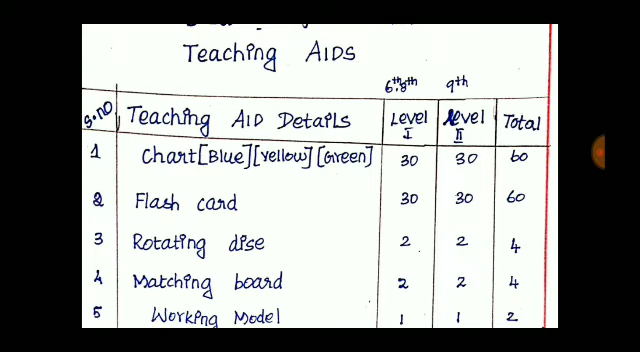 Teaching AIDS
6th-8th 9th
S.no Teaching AID Details Level I Level II Total
1 Chart[Blue][Yellow][Green] 30 30 60
2 Flash card 30 30 60
3 Rotating disc 2 2 4
4 Matching board 2 2 4
5 Working Model 1 1 2